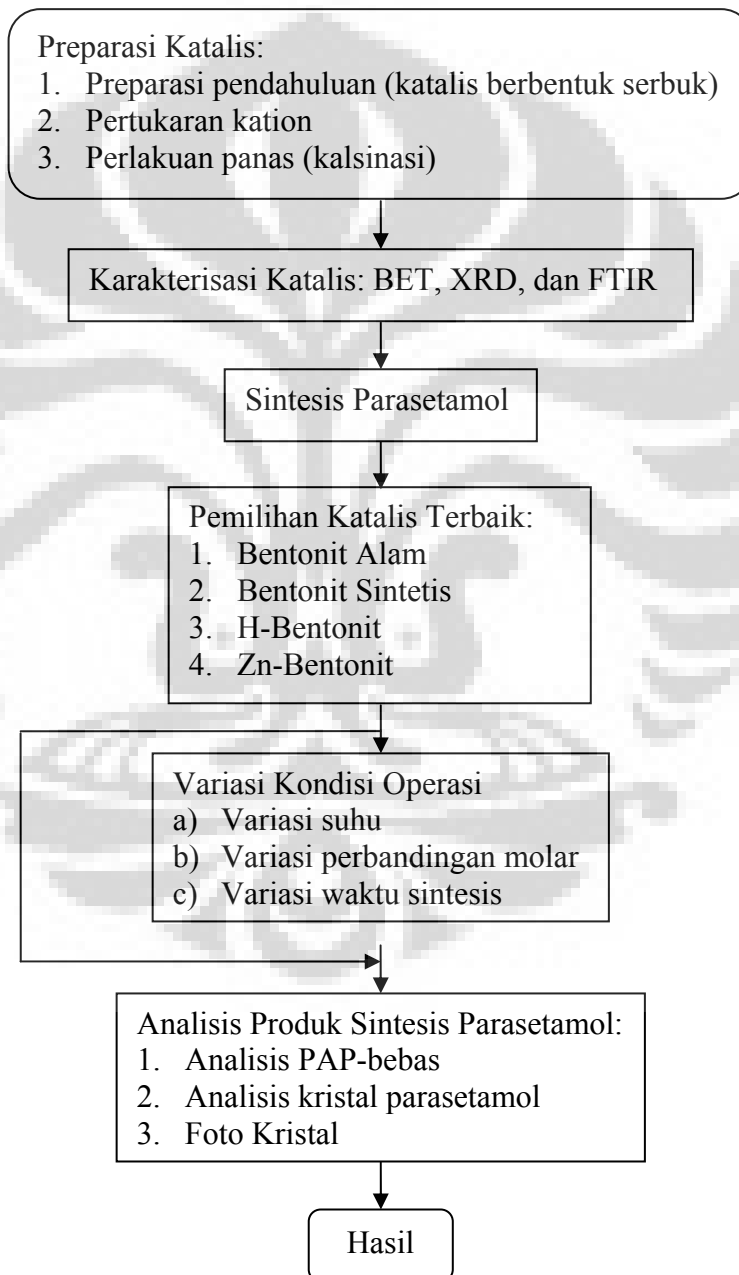 Preparasi Katalis:
1. Preparasi pendahuluan (katalis berbentuk serbuk)
2. Pertukaran kation
3. Perlakuan panas (kalsinasi)
Karakterisasi Katalis: BET, XRD, dan FTIR
Sintesis Parasetamol
Pemilihan Katalis Terbaik:
1. Bentonit Alam
2. Bentonit Sintetis
3. H-Bentonit
4. Zn-Bentonit
Variasi Kondisi Operasi
a) Variasi suhu
b) Variasi perbandingan molar
c) Variasi waktu sintesis
Analisis Produk Sintesis Parasetamol:
1. Analisis PAP-bebas
2. Analisis kristal parasetamol
3. Foto Kristal
Hasil